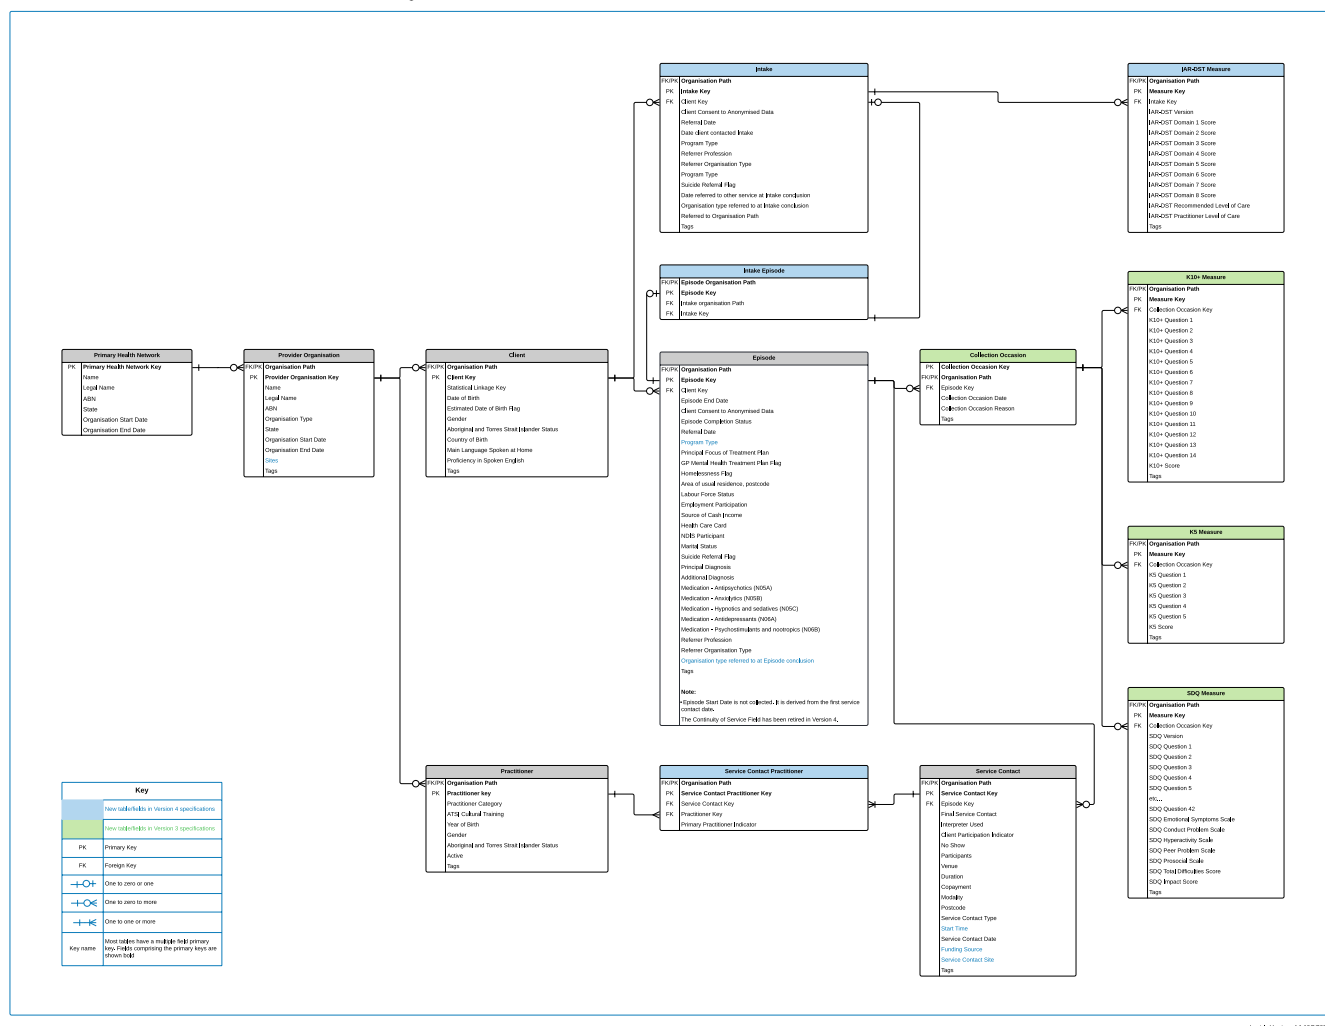 Intake
FK/PK Organisation Path
PK Intake Key
FK Client Key
Client Consent to Anonymised Data
Referral Date
Date client contacted Intake
Program Type
Referrer Profession
Referrer Organisation Type
Program Type
Suicide Referral Flag
Date referred to other service at Intake conclusion
Organisation type referred to at Intake conclusion
Referred to Organisation Path
Tags
IAR-DST Measure
FK/PK Organisation Path
PK Measure Key
FK Intake Key
IAR-DST Version
IAR-DST Domain 1 Score
IAR-DST Domain 2 Score
IAR-DST Domain 3 Score
IAR-DST Domain 4 Score
IAR-DST Domain 5 Score
IAR-DST Domain 6 Score
IAR-DST Domain 7 Score
IAR-DST Domain 8 Score
IAR-DST Recommended Level of Care
IAR-DST Practitioner Level of Care
Tags
Intake Episode
FK/PK Episode Organisation Path
PK Episode Key
FK Intake organisation Path
FK Intake Key
Primary Health Network
PK Primary Health Network Key
Name
Legal Name
ABN
State
Organisation Start Date
Organisation End Date
Provider Organisation
FK/PK Organisation Path
PK Provider Organisation Key
Name
Legal Name
ABN
Organisation Type
State
Organisation Start Date
Organisation End Date
Sites
Tags
Client
FK/PK Organisation Path
PK Client Key
Statistical Linkage Key
Date of Birth
Estimated Date of Birth Flag
Gender
Aboriginal and Torres Strait Islander Status
Country of Birth
Main Language Spoken at Home
Proficiency in Spoken English
Tags
Episode
FK/PK Organisation Path
PK Episode Key
FK Client Key
Episode End Date
Client Consent to Anonymised Data
Episode Completion Status
Referral Date
Program Type
Principal Focus of Treatment Plan
GP Mental Health Treatment Plan Flag
Homelessness Flag
Area of usual residence, postcode
Labour Force Status
Employment Participation
Source of Cash Income
Health Care Card
NDIS Participant
Marital Status
Suicide Referral Flag
Principal Diagnosis
Additional Diagnosis
Medication - Antipsychotics (N05A)
Medication - Anxiolytics (N05B)
Medication - Hypnotics and sedatives (N05C)
Medication - Antidepressants (N06A)
Medication - Psychostimulants and nootropics (N06B)
Referrer Profession
Referrer Organisation Type
Organisation type referred to at Episode conclusion
Tags
Note:
• Episode Start Date is not collected. It is derived from the first service
contact date.
The Continuity of Service Field has been retired in Version 4.
Collection Occasion
PK Collection Occasion Key
FK/PK Organisation Path
FK Episode Key
Collection Occasion Date
Collection Occasion Reason
Tags
K10+ Measure
FK/PK Organisation Path
PK Measure Key
FK Collection Occasion Key
K10+ Question 1
K10+ Question 2
K10+ Question 3
K10+ Question 4
K10+ Question 5
K10+ Question 6
K10+ Question 7
K10+ Question 8
K10+ Question 9
K10+ Question 10
K10+ Question 11
K10+ Question 12
K10+ Question 13
K10+ Question 14
K10+ Score
Tags
K5 Measure
FK/PK Organisation Path
PK Measure Key
FK Collection Occasion Key
K5 Question 1
K5 Question 2
K5 Question 3
K5 Question 4
K5 Question 5
K5 Score
Tags
SDQ Measure
FK/PK Organisation Path
PK Measure Key
FK Collection Occasion Key
SDQ Version
SDQ Question 1
SDQ Question 2
SDQ Question 3
SDQ Question 4
SDQ Question 5
etc...
SDQ Question 42
SDQ Emotional Symptoms Scale
SDQ Conduct Problem Scale
SDQ Hyperactivity Scale
SDQ Peer Problem Scale
SDQ Prosocial Scale
SDQ Total Difficulties Score
SDQ Impact Score
Tags
Practitioner
FK/PK Organisation Path
PK Practitioner key
Practitioner Category
ATSI Cultural Training
Year of Birth
Gender
Aboriginal and Torres Strait Islander Status
Active
Tags
Service Contact Practitioner
FK/PK Organisation Path
PK Service Contact Practitioner Key
FK Service Contact Key
FK Practitioner Key
Primary Practitioner Indicator
Service Contact
FK/PK Organisation Path
PK Service Contact Key
FK Episode Key
Final Service Contact
Interpreter Used
Client Participation Indicator
No Show
Participants
Venue
Duration
Copayment
Modality
Postcode
Service Contact Type
Start Time
Service Contact Date
Funding Source
Service Contact Site
Tags
Key
New table/fields in Version 4 specifications
New table/fields in Version 3 specifications
PK Primary Key
FK Foreign Key
One to zero or one
One to zero to more
One to one or more
Key name Most tables have a multiple field primary
key. Fields comprising the primary keys are
shown bold